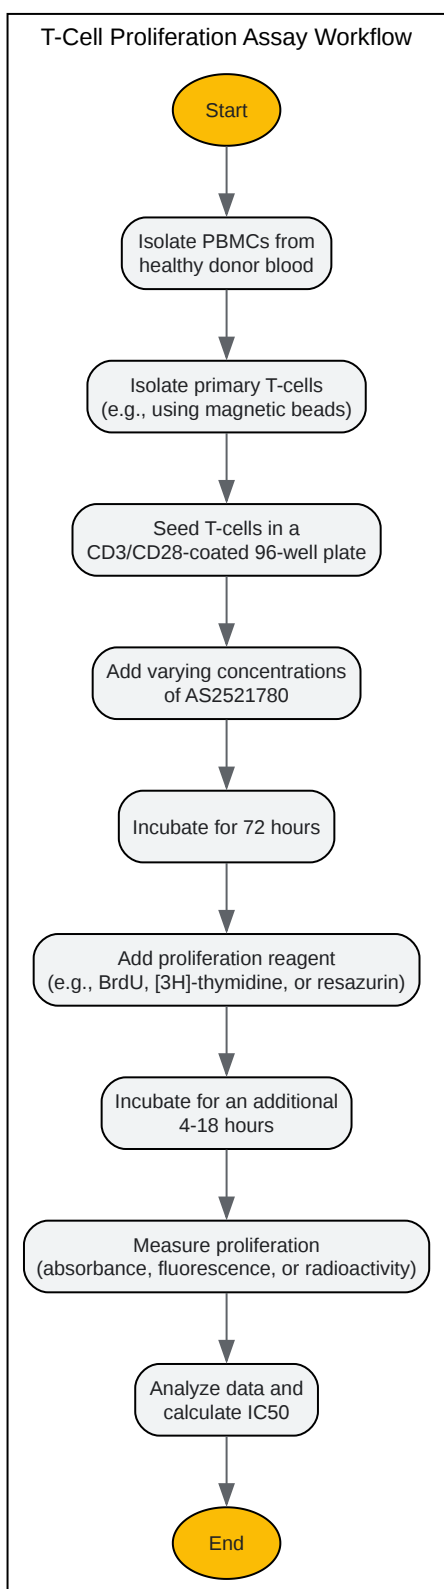 T-Cell Proliferation Assay Workflow
Start
Isolate PBMCs from
healthy donor blood
Isolate primary T-cells
(e.g., using magnetic beads)
Seed T-cells in a
CD3/CD28-coated 96-well plate
Add varying concentrations
of AS2521780
Incubate for 72 hours
Add proliferation reagent
(e.g., BrdU, [3H]-thymidine, or resazurin)
Incubate for an additional
4-18 hours
Measure proliferation
(absorbance, fluorescence, or radioactivity)
Analyze data and
calculate IC50
End